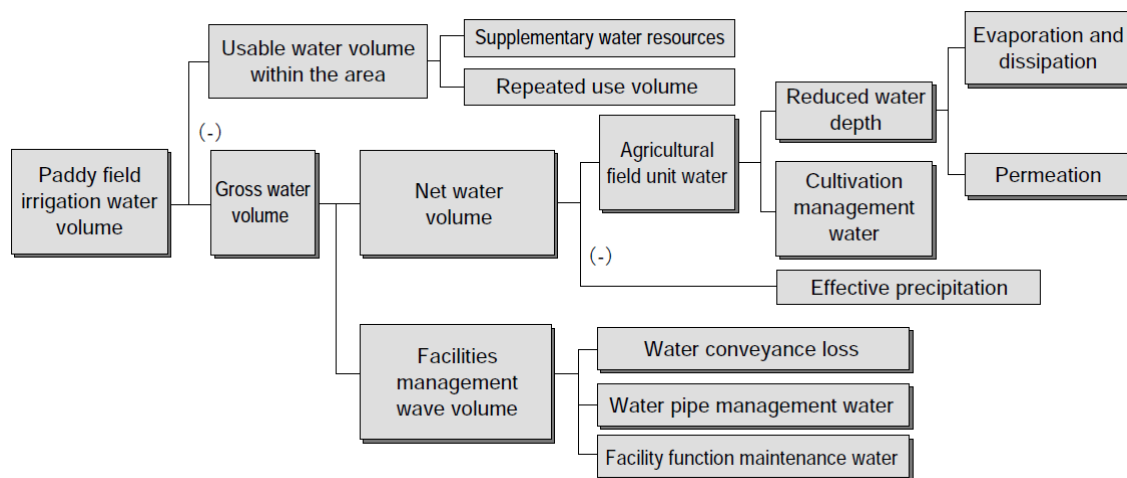 Usable water volume
within the area
Supplementary water resources
Repeated use volume
Evaporation and
dissipation
Reduced water
depth
Permeation
Agricultural
field unit water
Cultivation
management
water
(-)
Paddy field
irrigation water
volume
Gross water
volume
Net water
volume
(-)
Effective precipitation
Facilities
management
wave volume
Water conveyance loss
Water pipe management water
Facility function maintenance water